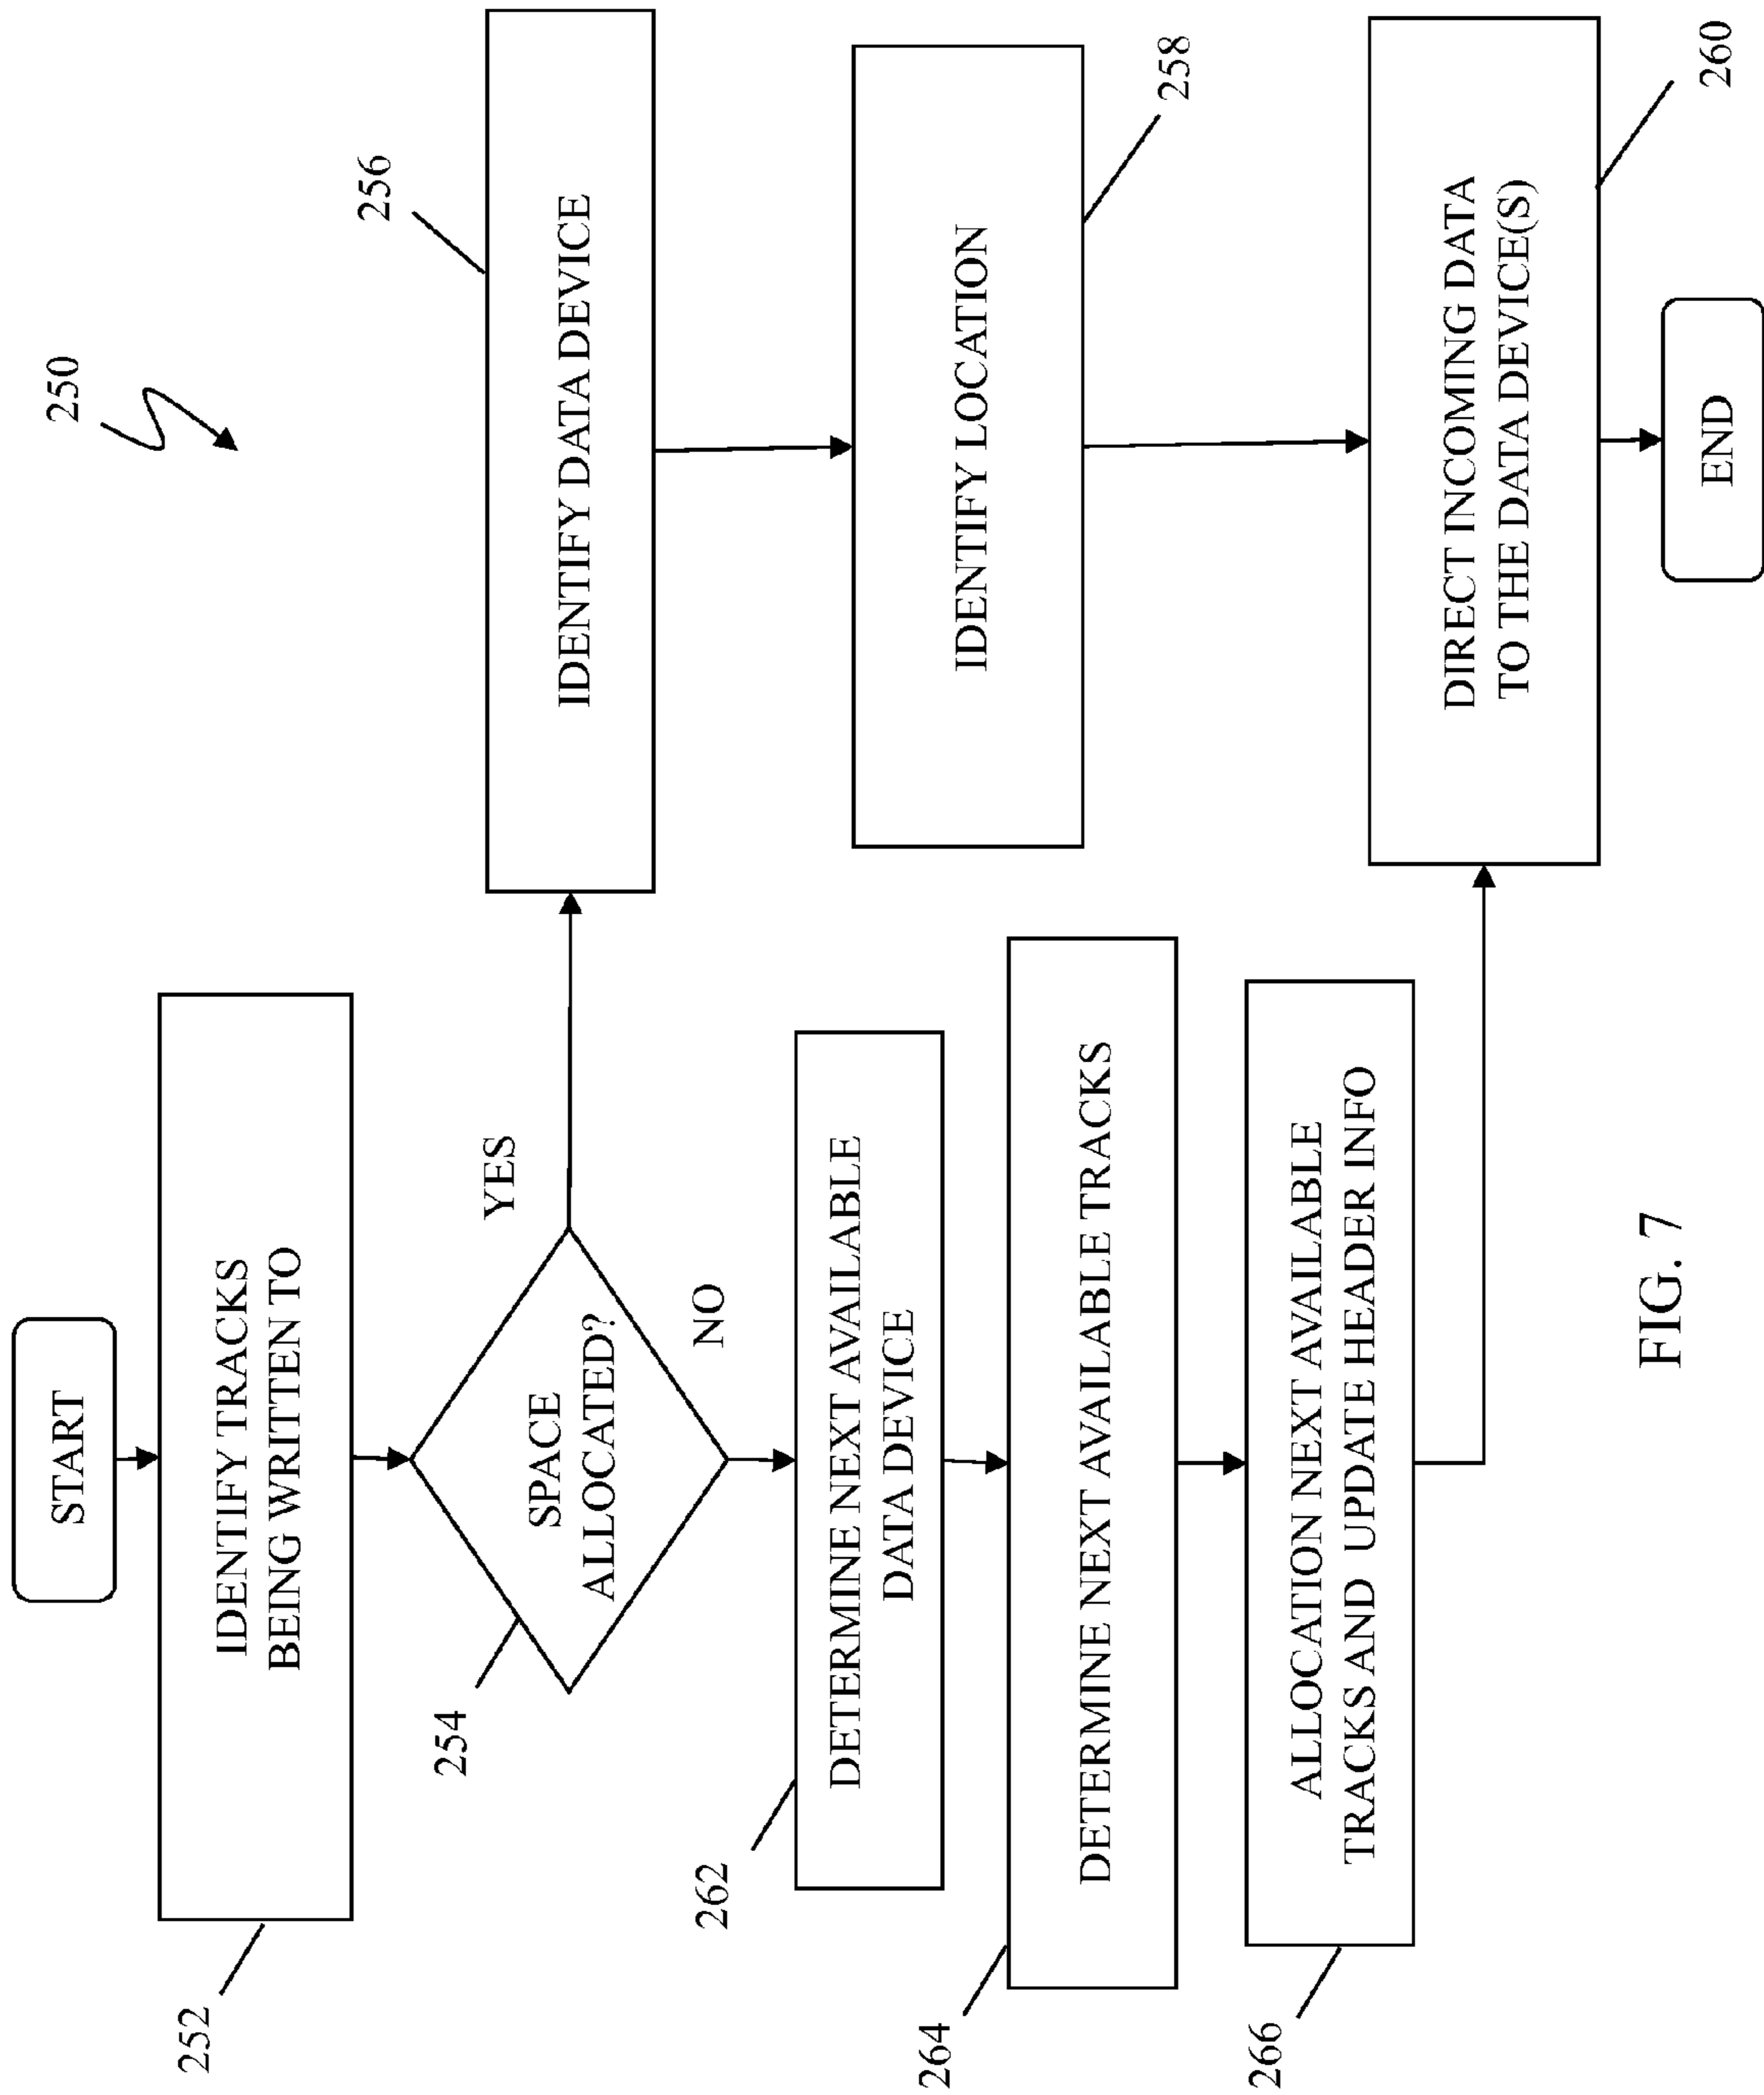 250
START
252
IDENTIFY TRACKS
BEING WRITTEN TO
254
SPACE
ALLOCATED?
YES
NO
256
IDENTIFY DATA DEVICE
258
IDENTIFY LOCATION
262
DETERMINE NEXT AVAILABLE
DATA DEVICE
264
DETERMINE NEXT AVAILABLE TRACKS
266
ALLOCATION NEXT AVAILABLE
TRACKS AND UPDATE HEADER INFO
260
DIRECT INCOMING DATA
TO THE DATA DEVICE(S)
END
FIG. 7